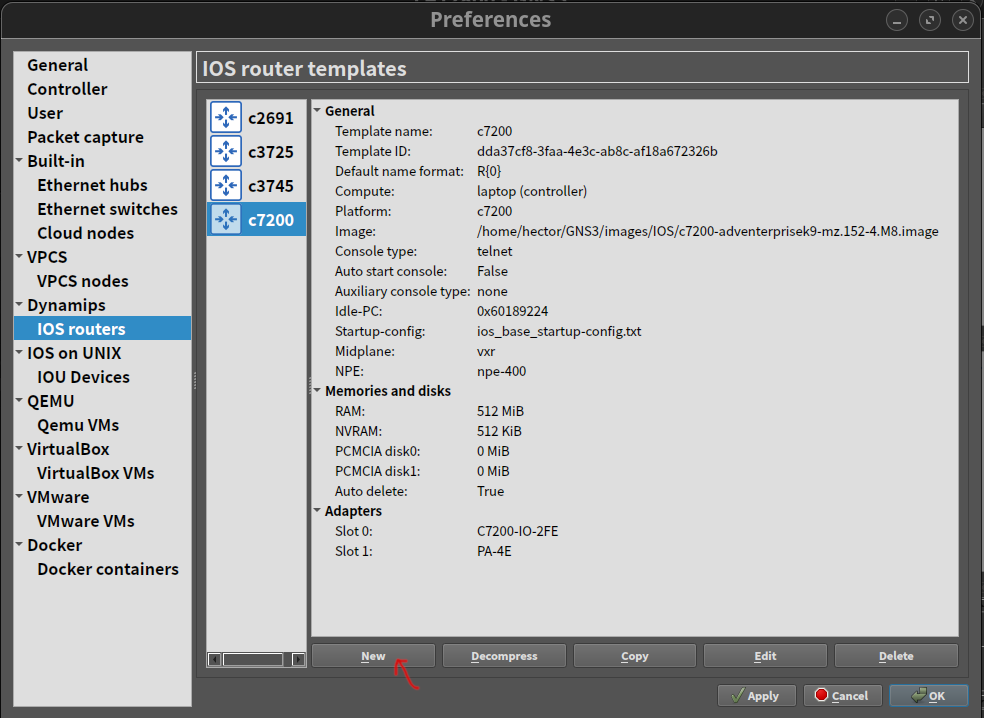 Preferences
General
Controller
User
Packet capture
Built-in
Ethernet hubs
Ethernet switches
Cloud nodes
VPCS
VPCS nodes
Dynamips
IOS routers
IOS on UNIX
IOU Devices
QEMU
Qemu VMs
VirtualBox
VirtualBox VMs
VMware
VMware VMs
Docker
Docker containers
IOS router templates
c2691
c3725
c3745
c7200
General
Template name: c7200
Template ID: dda37cf8-3faa-4e3c-ab8c-af18a672326b
Default name format: R{0}
Compute: laptop (controller)
Platform: c7200
Image: /home/hector/GNS3/images/IOS/c7200-adventerprisek9-mz.152-4.M8.image
Console type: telnet
Auto start console: False
Auxiliary console type: none
Idle-PC: 0x60189224
Startup-config: ios_base_startup-config.txt
Midplane: vxr
NPE: npe-400
Memories and disks
RAM: 512 MiB
NVRAM: 512 KiB
PCMCIA disk0: 0 MiB
PCMCIA disk1: 0 MiB
Auto delete: True
Adapters
Slot 0: C7200-IO-2FE
Slot 1: PA-4E
New Decompress Copy Edit Delete
Apply Cancel OK